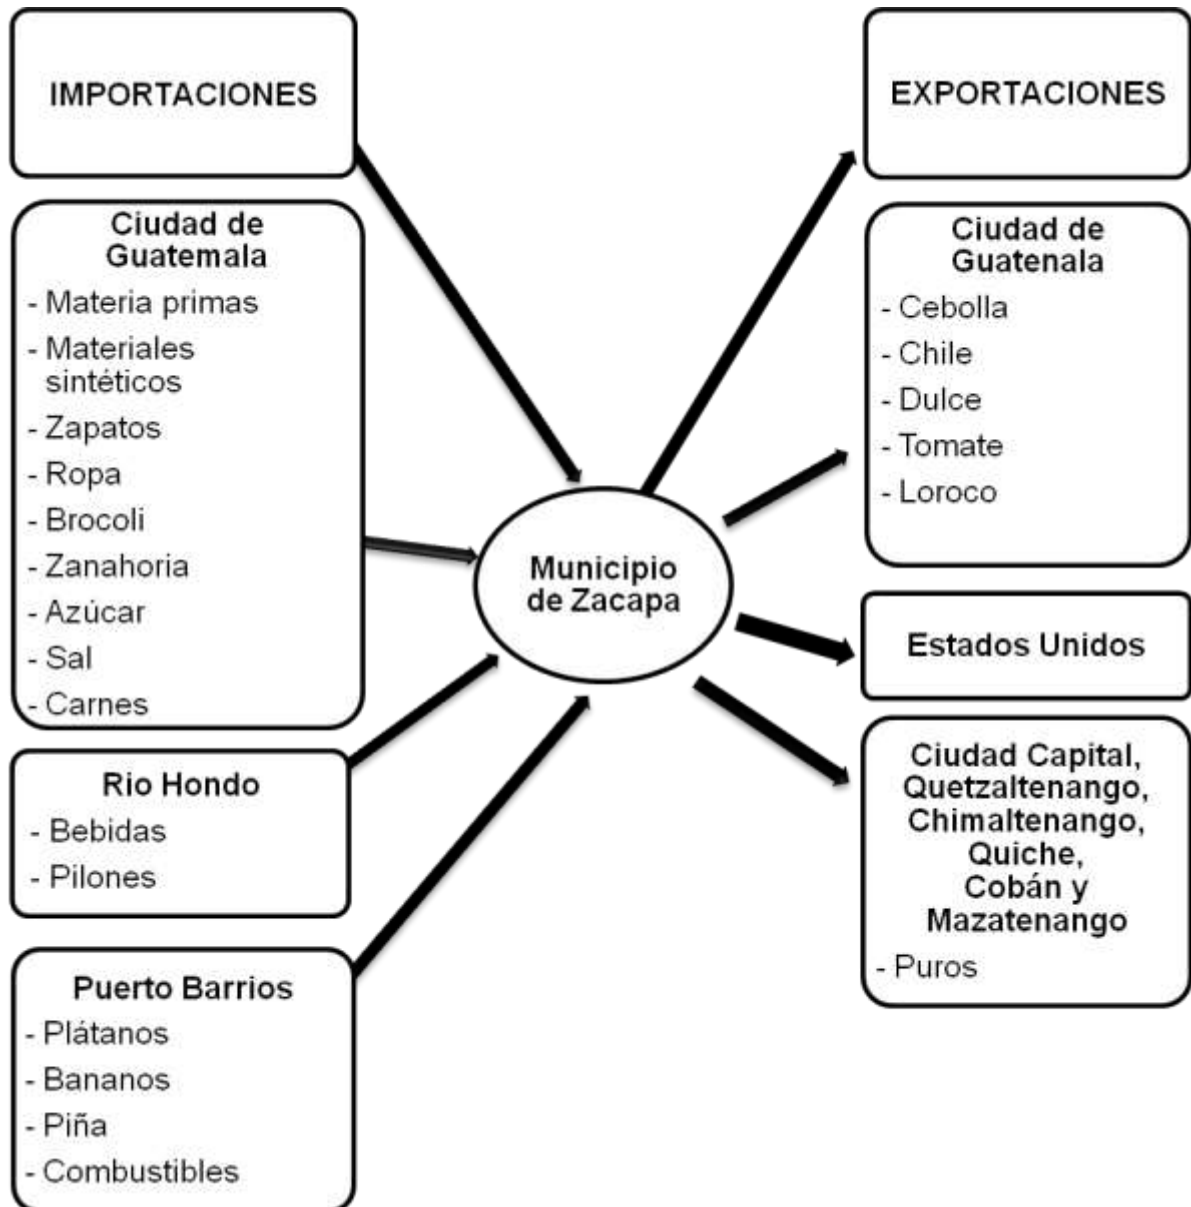 IMPORTACIONES
Ciudad de
Guatemala
- Materia primas
- Materiales
sintéticos
- Zapatos
- Ropa
- Brocoli
- Zanahoria
- Azúcar
- Sal
- Carnes
Rio Hondo
- Bebidas
- Pilones
Puerto Barrios
- Plátanos
- Bananos
- Piña
- Combustibles
Municipio
de Zacapa
EXPORTACIONES
Ciudad de
Guatenala
- Cebolla
- Chile
- Dulce
- Tomate
- Loroco
Estados Unidos
Ciudad Capital,
Quetzaltenango,
Chimaltenango,
Quiche,
Cobán y
Mazatenango
- Puros